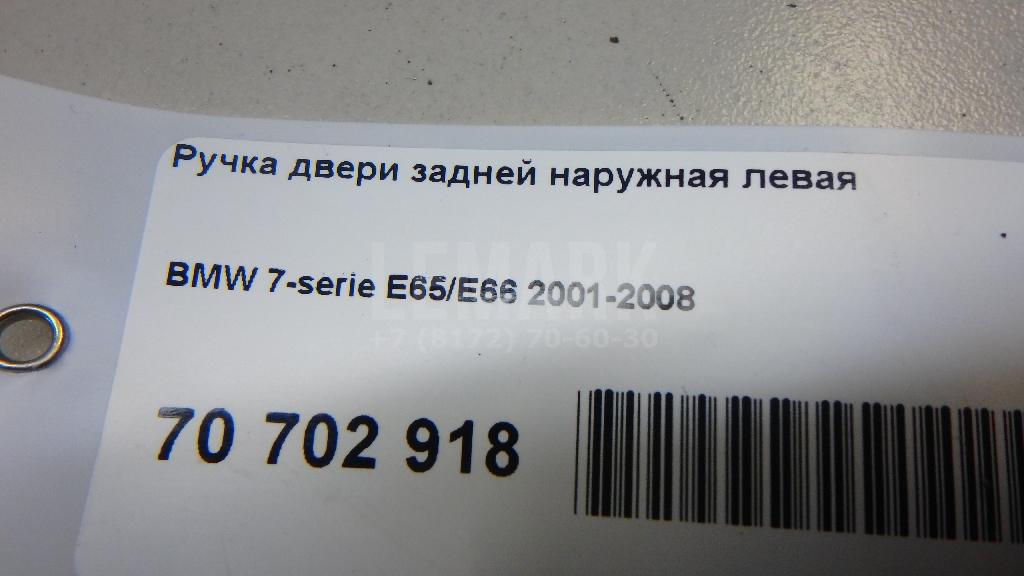 Ручка двери задней наружная левая
BMW 7-serie E65/E66 2001-2008
LEMARK
+7 (8172) 70-60-30
70 702 918